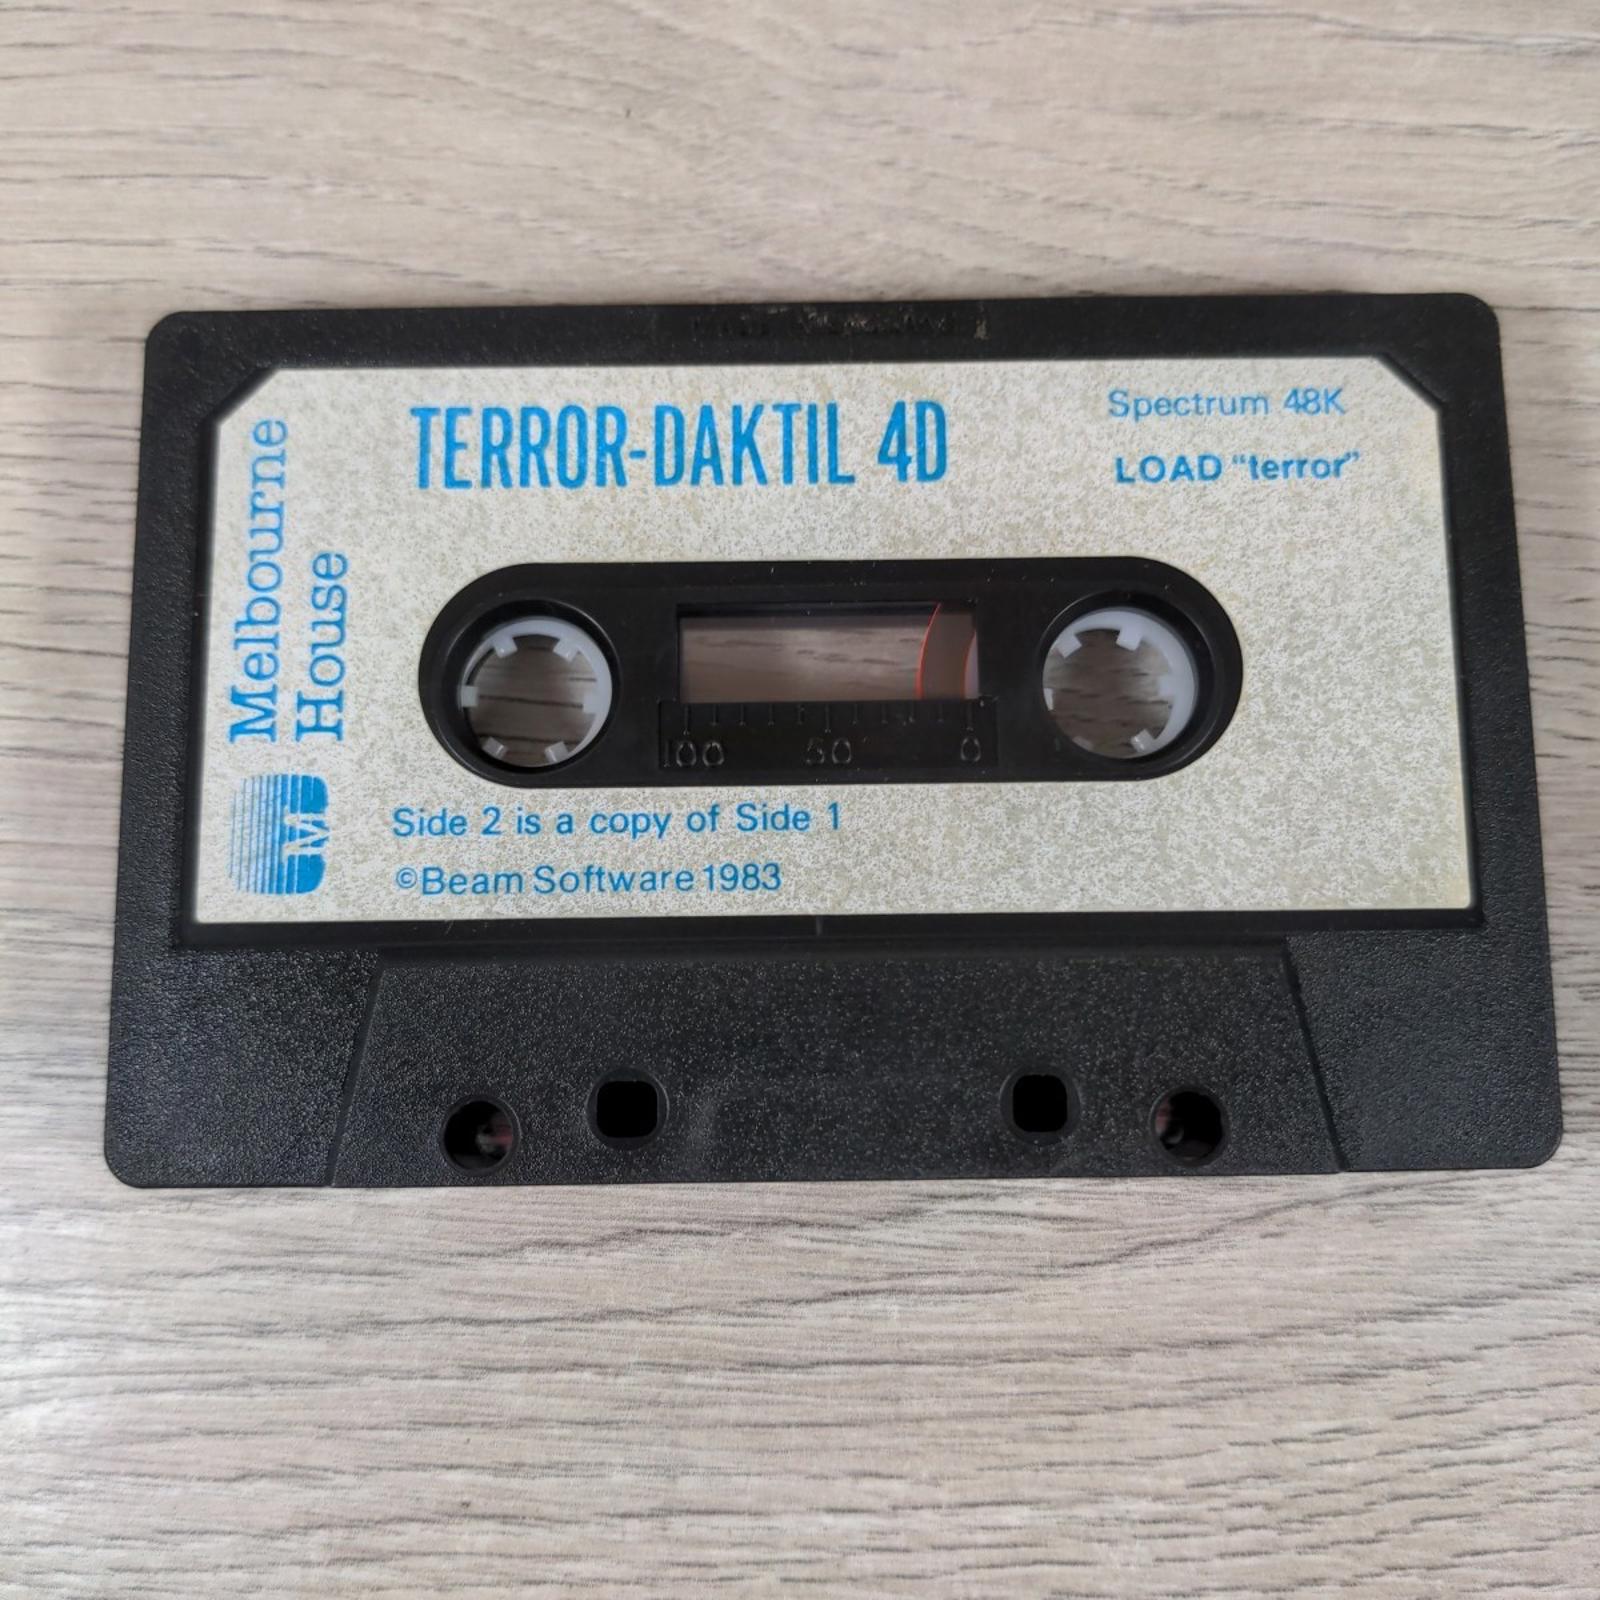 TERROR-DAKTIL 4D
Spectrum 48K
LOAD “terror”
Melbourne
House
M
100 50 0
Side 2 is a copy of Side 1
©Beam Software 1983